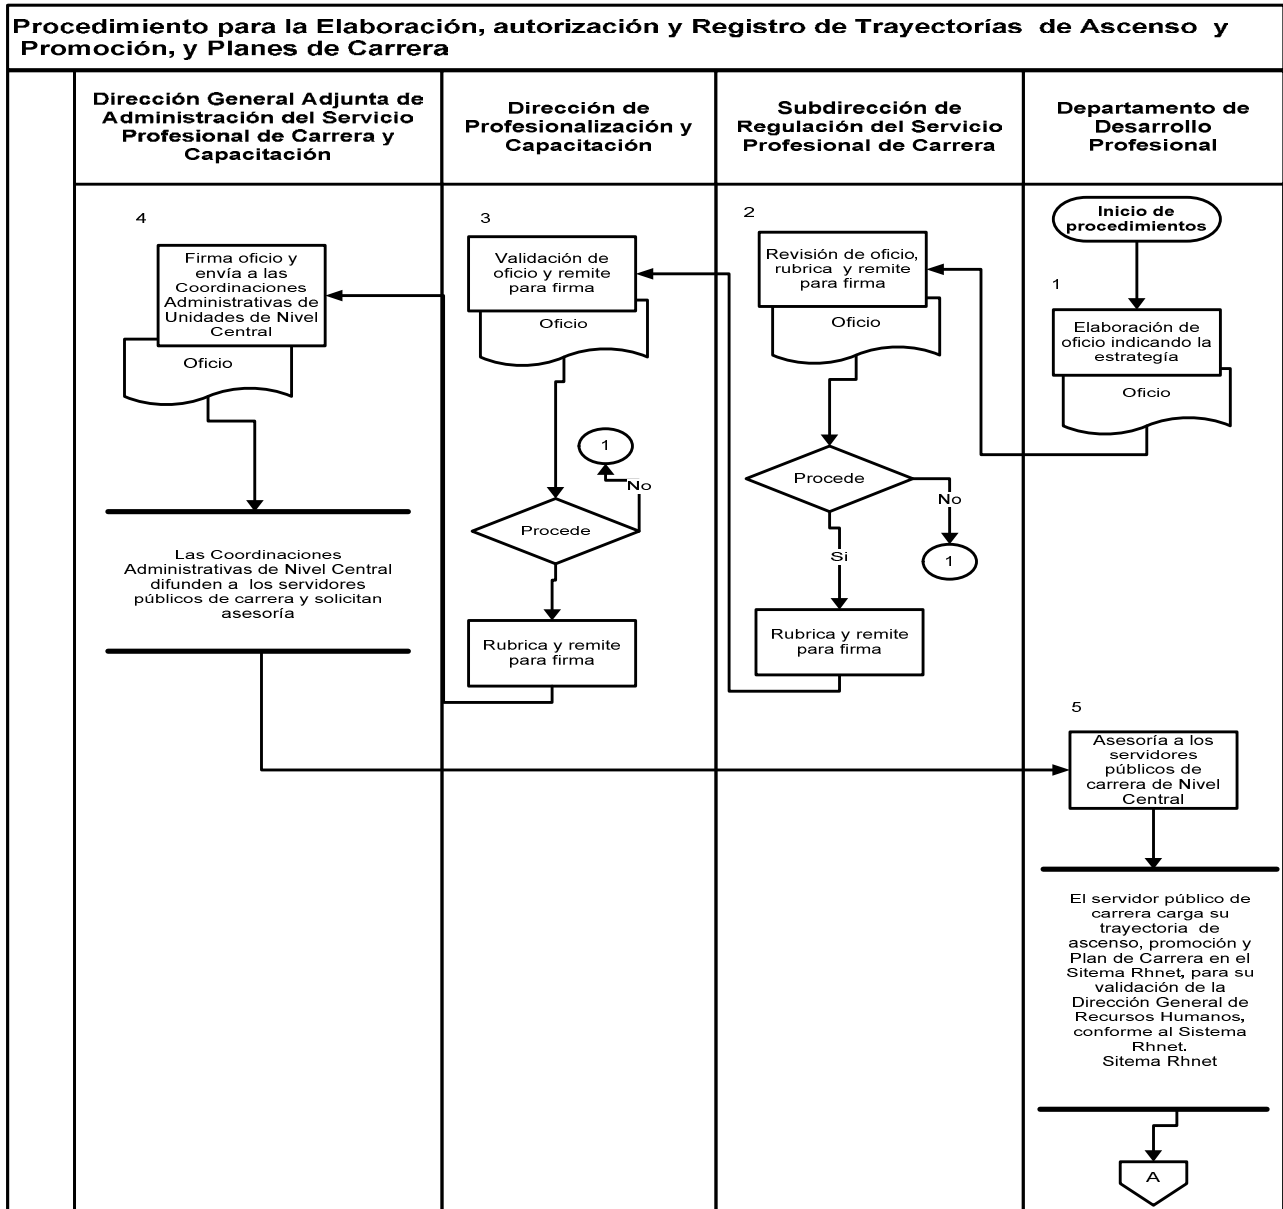 Procedimiento para la Elaboración, autorización y Registro de Trayectorías de Ascenso y
Promoción, y Planes de Carrera
Dirección General Adjunta de
Administración del Servicio
Profesional de Carrera y
Capacitación
Dirección de
Profesionalización y
Capacitación
Subdirección de
Regulación del Servicio
Profesional de Carrera
Departamento de
Desarrollo
Profesional
4
Firma oficio y
envía a las
Coordinaciones
Administrativas de
Unidades de Nivel
Central
Oficio
Las Coordinaciones
Administrativas de Nivel Central
difunden a los servidores
públicos de carrera y solicitan
asesoría
3
Validación de
oficio y remite
para firma
Oficio
1
No
Procede
Rubrica y remite
para firma
2
Revisión de oficio,
rubrica y remite
para firma
Oficio
Procede
No
1
Si
Rubrica y remite
para firma
Inicio de
procedimientos
1
Elaboración de
oficio indicando la
estrategía
Oficio
5
Asesoría a los
servidores
públicos de
carrera de Nivel
Central
El servidor público de
carrera carga su
trayectoria de
ascenso, promoción y
Plan de Carrera en el
Sitema Rhnet, para su
validación de la
Dirección General de
Recursos Humanos,
conforme al Sistema
Rhnet.
Sitema Rhnet
A